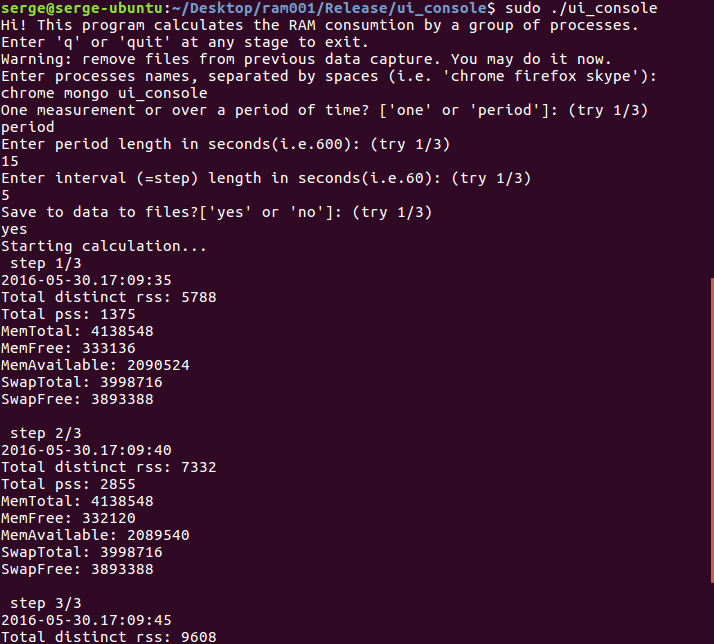 serge@serge-ubuntu:~/Desktop/ram001/Release/ui_console$ sudo ./ui_console
Hi! This program calculates the RAM consumtion by a group of processes.
Enter 'q' or 'quit' at any stage to exit.
Warning: remove files from previous data capture. You may do it now.
Enter processes names, separated by spaces (i.e. 'chrome firefox skype'):
chrome mongo ui_console
One measurement or over a period of time? ['one' or 'period']: (try 1/3)
period
Enter period length in seconds(i.e.600): (try 1/3)
15
Enter interval (=step) length in seconds(i.e.60): (try 1/3)
5
Save to data to files?['yes' or 'no']: (try 1/3)
yes
Starting calculation...
 step 1/3
2016-05-30.17:09:35
Total distinct rss: 5788
Total pss: 1375
MemTotal: 4138548
MemFree: 333136
MemAvailable: 2090524
SwapTotal: 3998716
SwapFree: 3893388

 step 2/3
2016-05-30.17:09:40
Total distinct rss: 7332
Total pss: 2855
MemTotal: 4138548
MemFree: 332120
MemAvailable: 2089540
SwapTotal: 3998716
SwapFree: 3893388

 step 3/3
2016-05-30.17:09:45
Total distinct rss: 9608